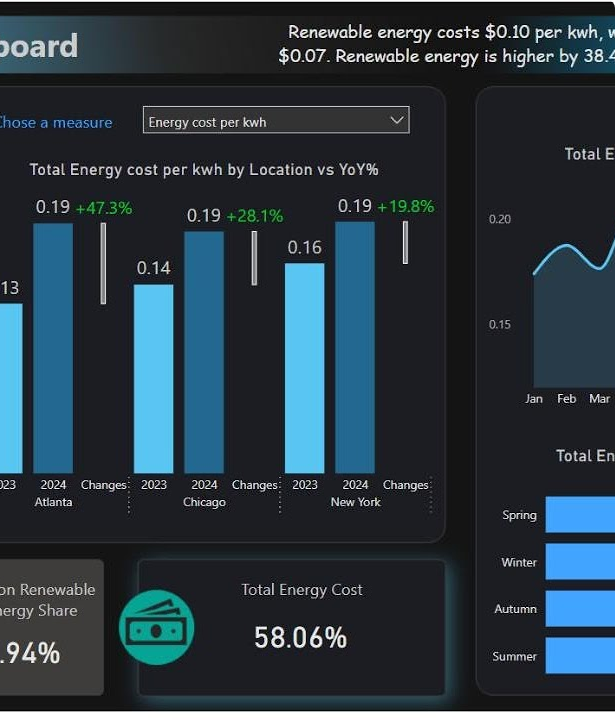 board
Renewable energy costs $0.10 per kwh, w
$0.07. Renewable energy is higher by 38.4
Chose a measure
Energy cost per kwh
Total Energy cost per kwh by Location vs YoY%
0.19 +47.3%
0.19 +28.1%
0.19 +19.8%
13
0.14
0.16
023 2024 Changes 2023 2024 Changes 2023 2024 Changes
Atlanta Chicago New York
Total E
0.20
0.15
Jan Feb Mar
Total En
Spring
Winter
Autumn
Summer
on Renewable
nergy Share
.94%
Total Energy Cost
58.06%